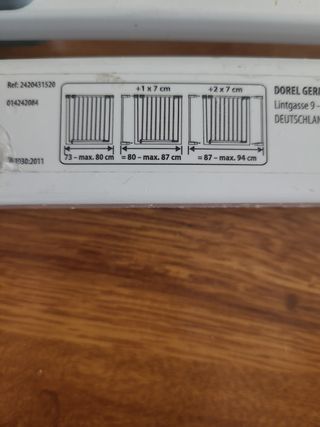 Ref: 2420431520
014242084
1930:2011
+1 x 7 cm
+2 x 7 cm
73 – max. 80 cm
= 80 – max. 87 cm
= 87 – max. 94 cm
DOREL GER
Lintgasse 9 –
DEUTSCHLAN